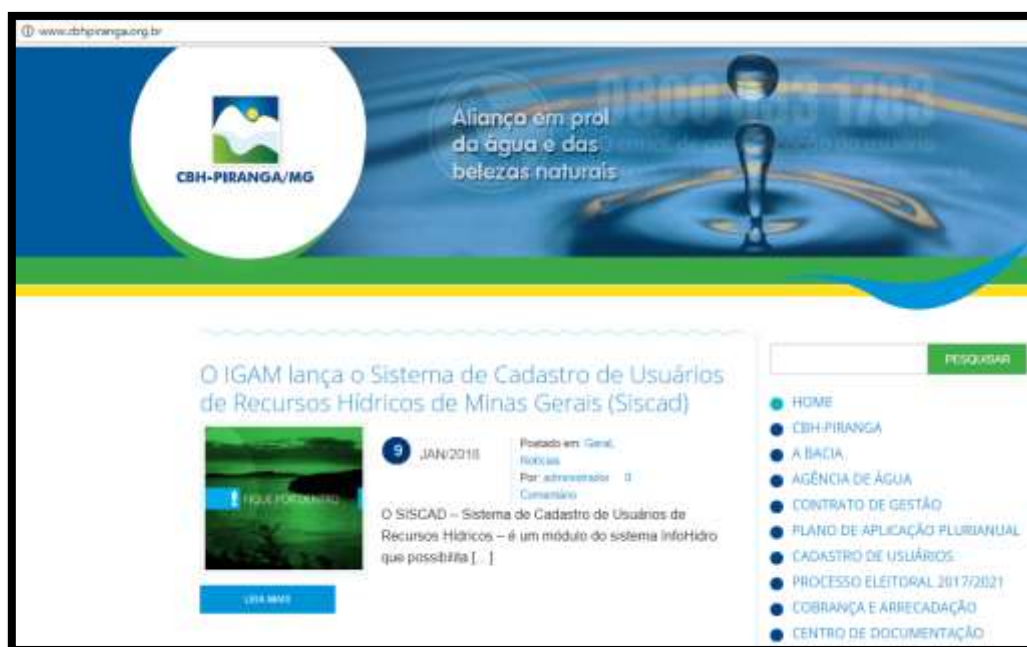 www.cbhpiranga.org.br
CBH-PIRANGA/MG
Aliança em prol
da água e das
belezas naturais
O IGAM lança o Sistema de Cadastro de Usuários
de Recursos Hídricos de Minas Gerais (Siscad)
FIQUE POR DENTRO
9 JAN/2018
Postado em: Geral,
Notícias
Por: administrador 0
Comentário
O SISCAD – Sistema de Cadastro de Usuários de
Recursos Hídricos – é um módulo do sistema InfoHidro
que possibilita [...]
LEIA MAIS
PESQUISAR
HOME
CBH-PIRANGA
A BACIA
AGÊNCIA DE ÁGUA
CONTRATO DE GESTÃO
PLANO DE APLICAÇÃO PLURIANUAL
CADASTRO DE USUÁRIOS
PROCESSO ELEITORAL 2017/2021
COBRANÇA E ARRECADAÇÃO
CENTRO DE DOCUMENTAÇÃO